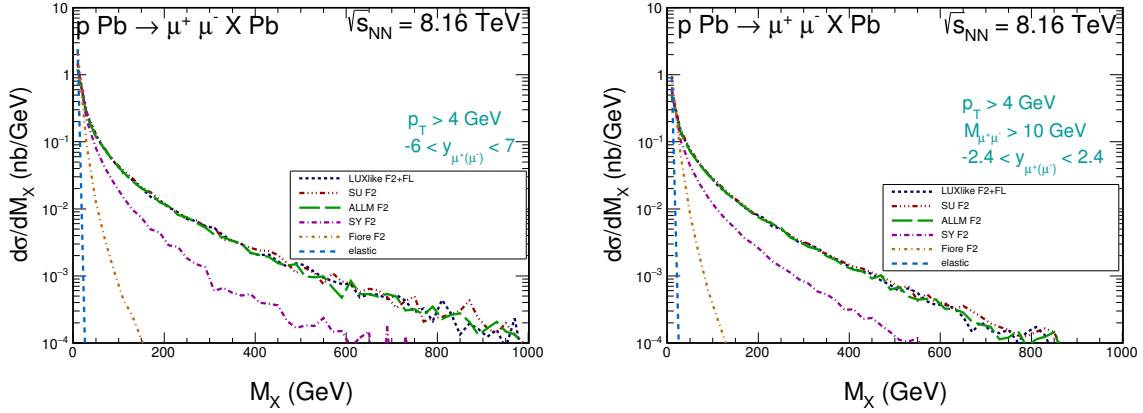 p Pb → μ⁺ μ⁻ X Pb √s_NN = 8.16 TeV
dσ/dM_X (nb/GeV)
10
1
10⁻¹
10⁻²
10⁻³
10⁻⁴
p_T > 4 GeV
-6 < y_μ⁺(μ⁻) < 7
LUXlike F2+FL
SU F2
ALLM F2
SY F2
Fiore F2
elastic
0 200 400 600 800 1000
M_X (GeV)
p Pb → μ⁺ μ⁻ X Pb √s_NN = 8.16 TeV
dσ/dM_X (nb/GeV)
10
1
10⁻¹
10⁻²
10⁻³
10⁻⁴
p_T > 4 GeV
M_μ⁺μ⁻ > 10 GeV
-2.4 < y_μ⁺(μ⁻) < 2.4
LUXlike F2+FL
SU F2
ALLM F2
SY F2
Fiore F2
elastic
0 200 400 600 800 1000
M_X (GeV)